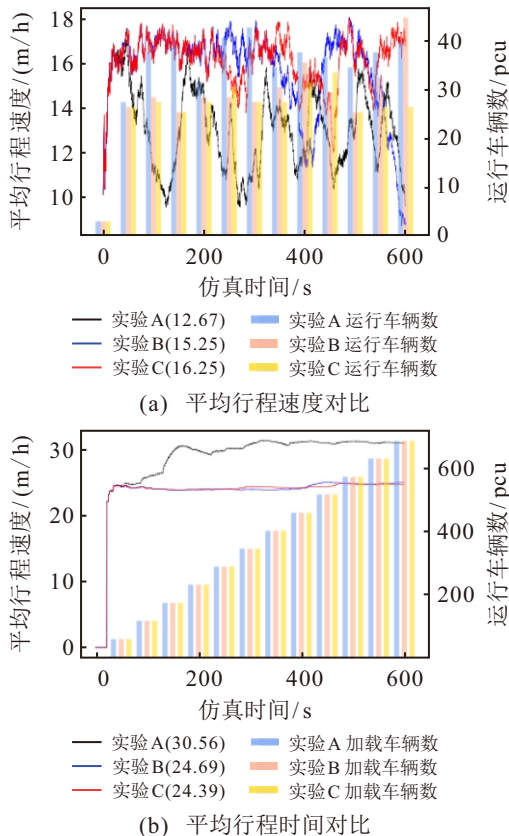 18
16
14
12
10
平均行程速度/(m/h)
40
30
20
10
0
运行车辆数/pcu
0 200 400 600
仿真时间/s
实验A(12.67) 实验A运行车辆数
实验B(15.25) 实验B运行车辆数
实验C(16.25) 实验C运行车辆数
(a) 平均行程速度对比
30
20
10
0
平均行程速度/(m/h)
600
400
200
运行车辆数/pcu
0 200 400 600
仿真时间/s
实验A(30.56) 实验A加载车辆数
实验B(24.69) 实验B加载车辆数
实验C(24.39) 实验C加载车辆数
(b) 平均行程时间对比